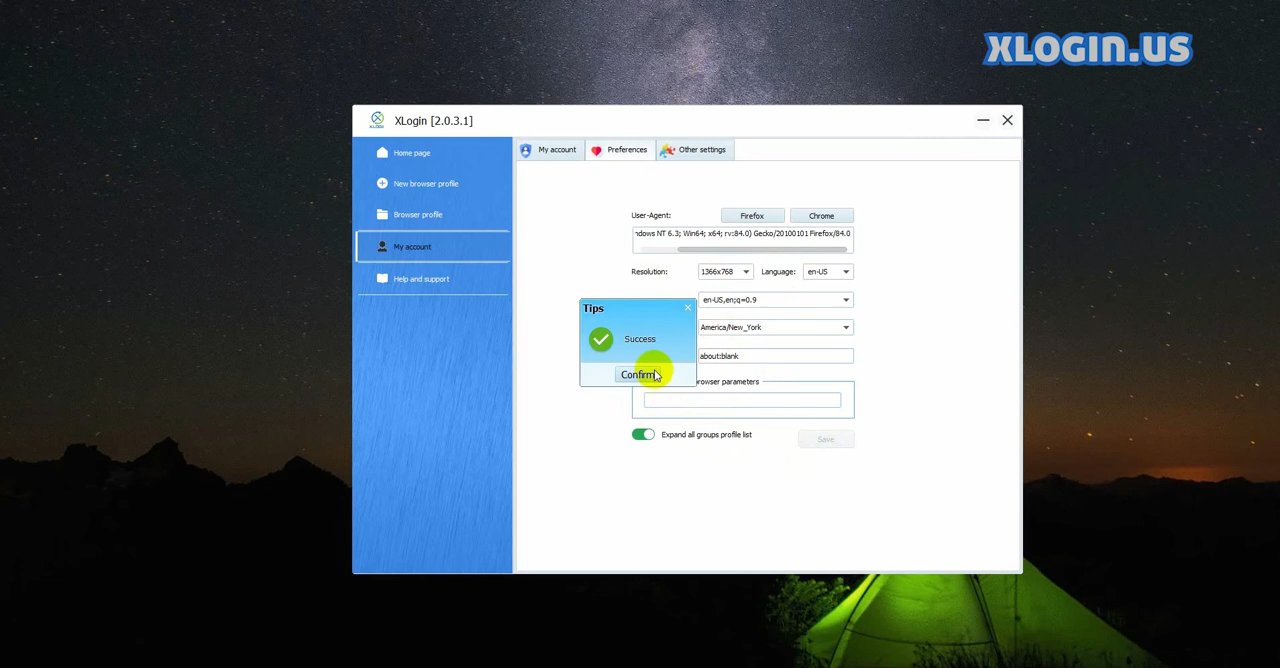 XLOGIN.US
XLOGIN
XLogin [2.0.3.1]
Home page
New browser profile
Browser profile
My account
Help and support
My account
Preferences
Other settings
User-Agent:
Firefox
Chrome
ndows NT 6.3; Win64; x64; rv:84.0) Gecko/20100101 Firefox/84.0
Resolution:
1366x768
Language:
en-US
en-US,en;q=0.9
America/New_York
about:blank
Tips
Success
Confirm
rowser parameters
Expand all groups profile list
Save